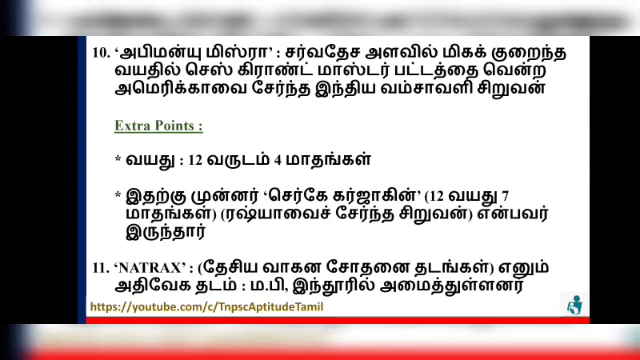 10. ‘அபிமன்யு மிஸ்ரா’ : சர்வதேச அளவில் மிகக் குறைந்த
வயதில் செஸ் கிராண்ட் மாஸ்டர் பட்டத்தை வென்ற
அமெரிக்காவை சேர்ந்த இந்திய வம்சாவளி சிறுவன்
Extra Points :
* வயது : 12 வருடம் 4 மாதங்கள்
* இதற்கு முன்னர் ‘செர்கே கர்ஜாகின்’ (12 வயது 7
மாதங்கள்) (ரஷ்யாவைச் சேர்ந்த சிறுவன்) என்பவர்
இருந்தார்
11. ‘NATRAX’ : (தேசிய வாகன சோதனை தடங்கள்) எனும்
அதிவேக தடம் : ம.பி, இந்தூரில் அமைத்துள்ளனர்
https://youtube.com/c/TnpscAptitudeTamil